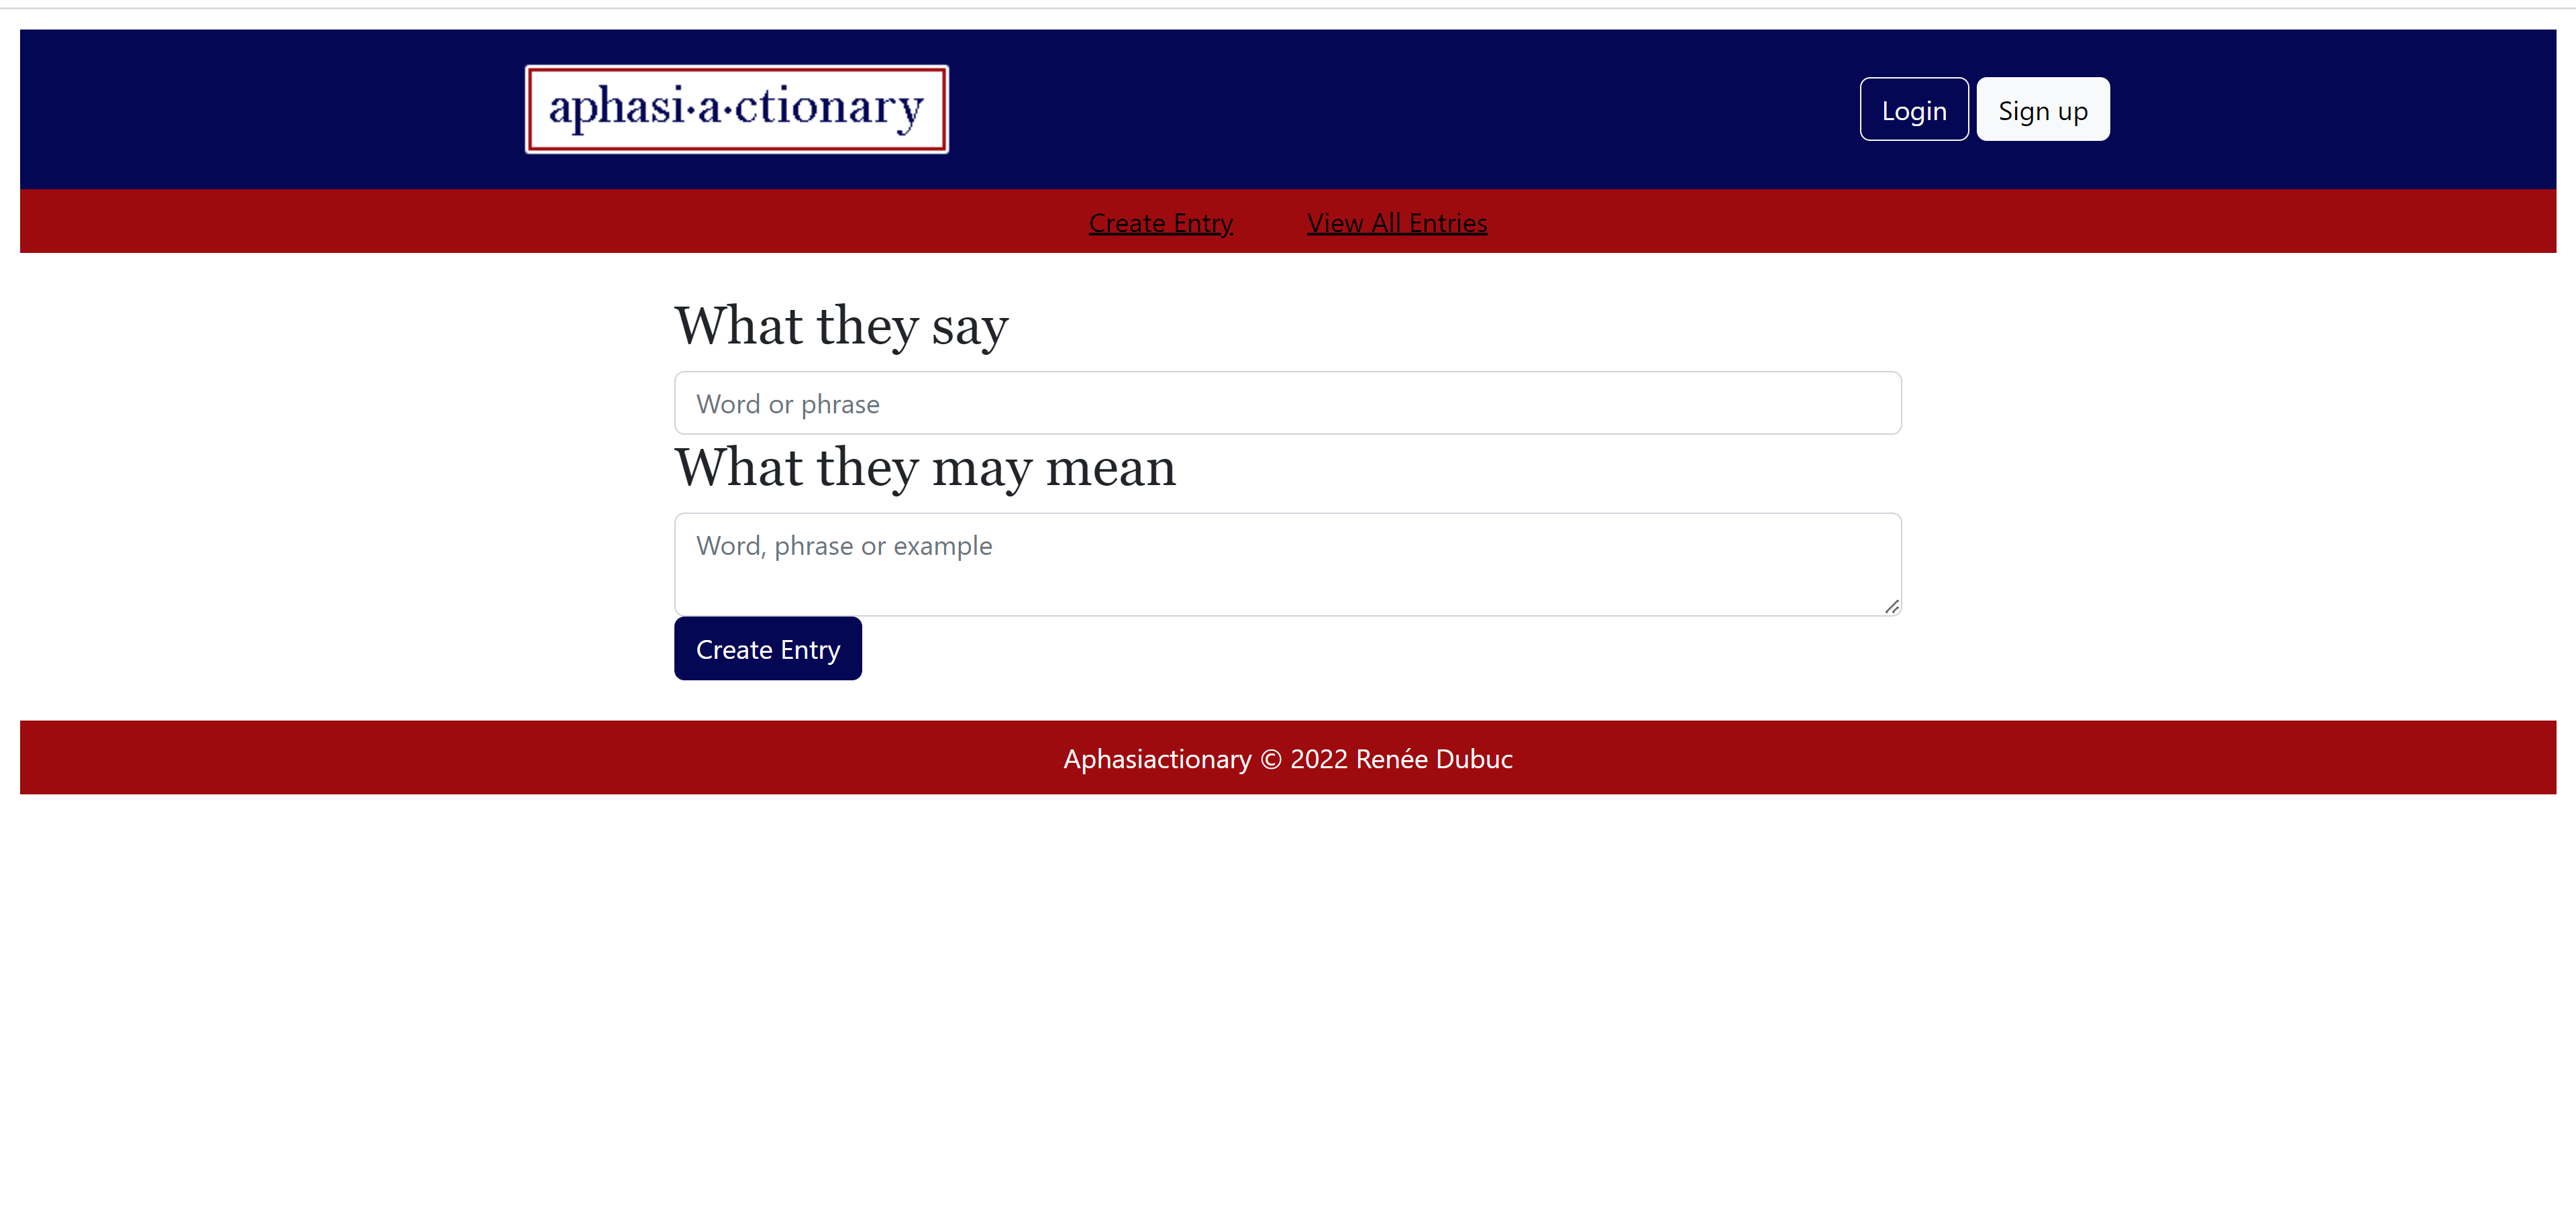 aphasi·a·ctionary
Login Sign up
Create Entry View All Entries
What they say
Word or phrase
What they may mean
Word, phrase or example
Create Entry
Aphasiactionary © 2022 Renée Dubuc